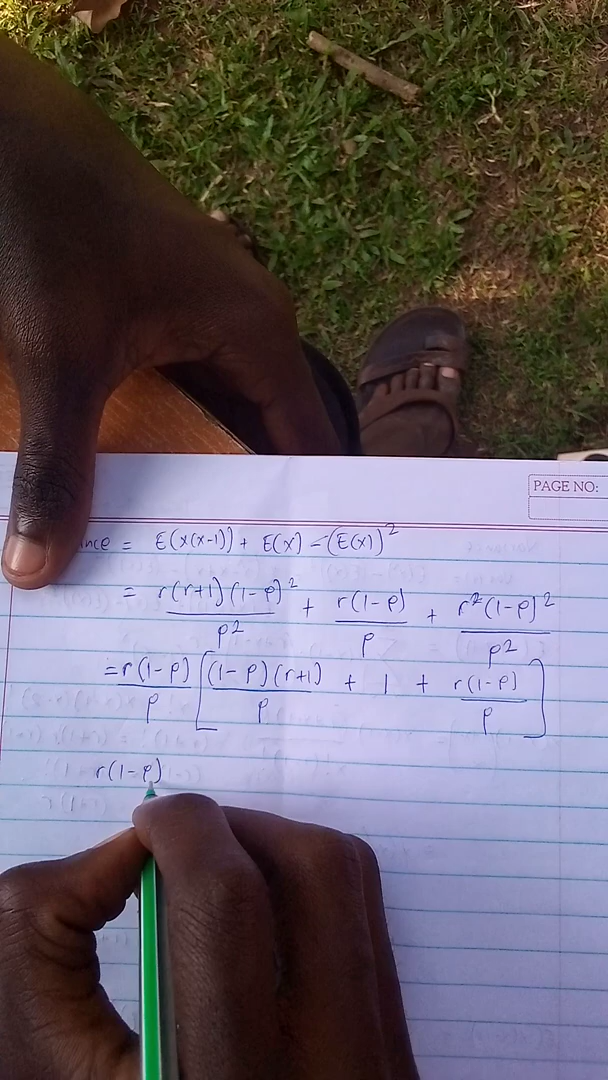 PAGE NO:
nce = E(x(x-1)) + E(x) - (E(x))²
= r(r+1)(1-p)²/p² + r(1-p)/p + r²(1-p)²/p²
= r(1-p)/p [(1-p)(r+1)/p + 1 + r(1-p)/p]
r(1-p)